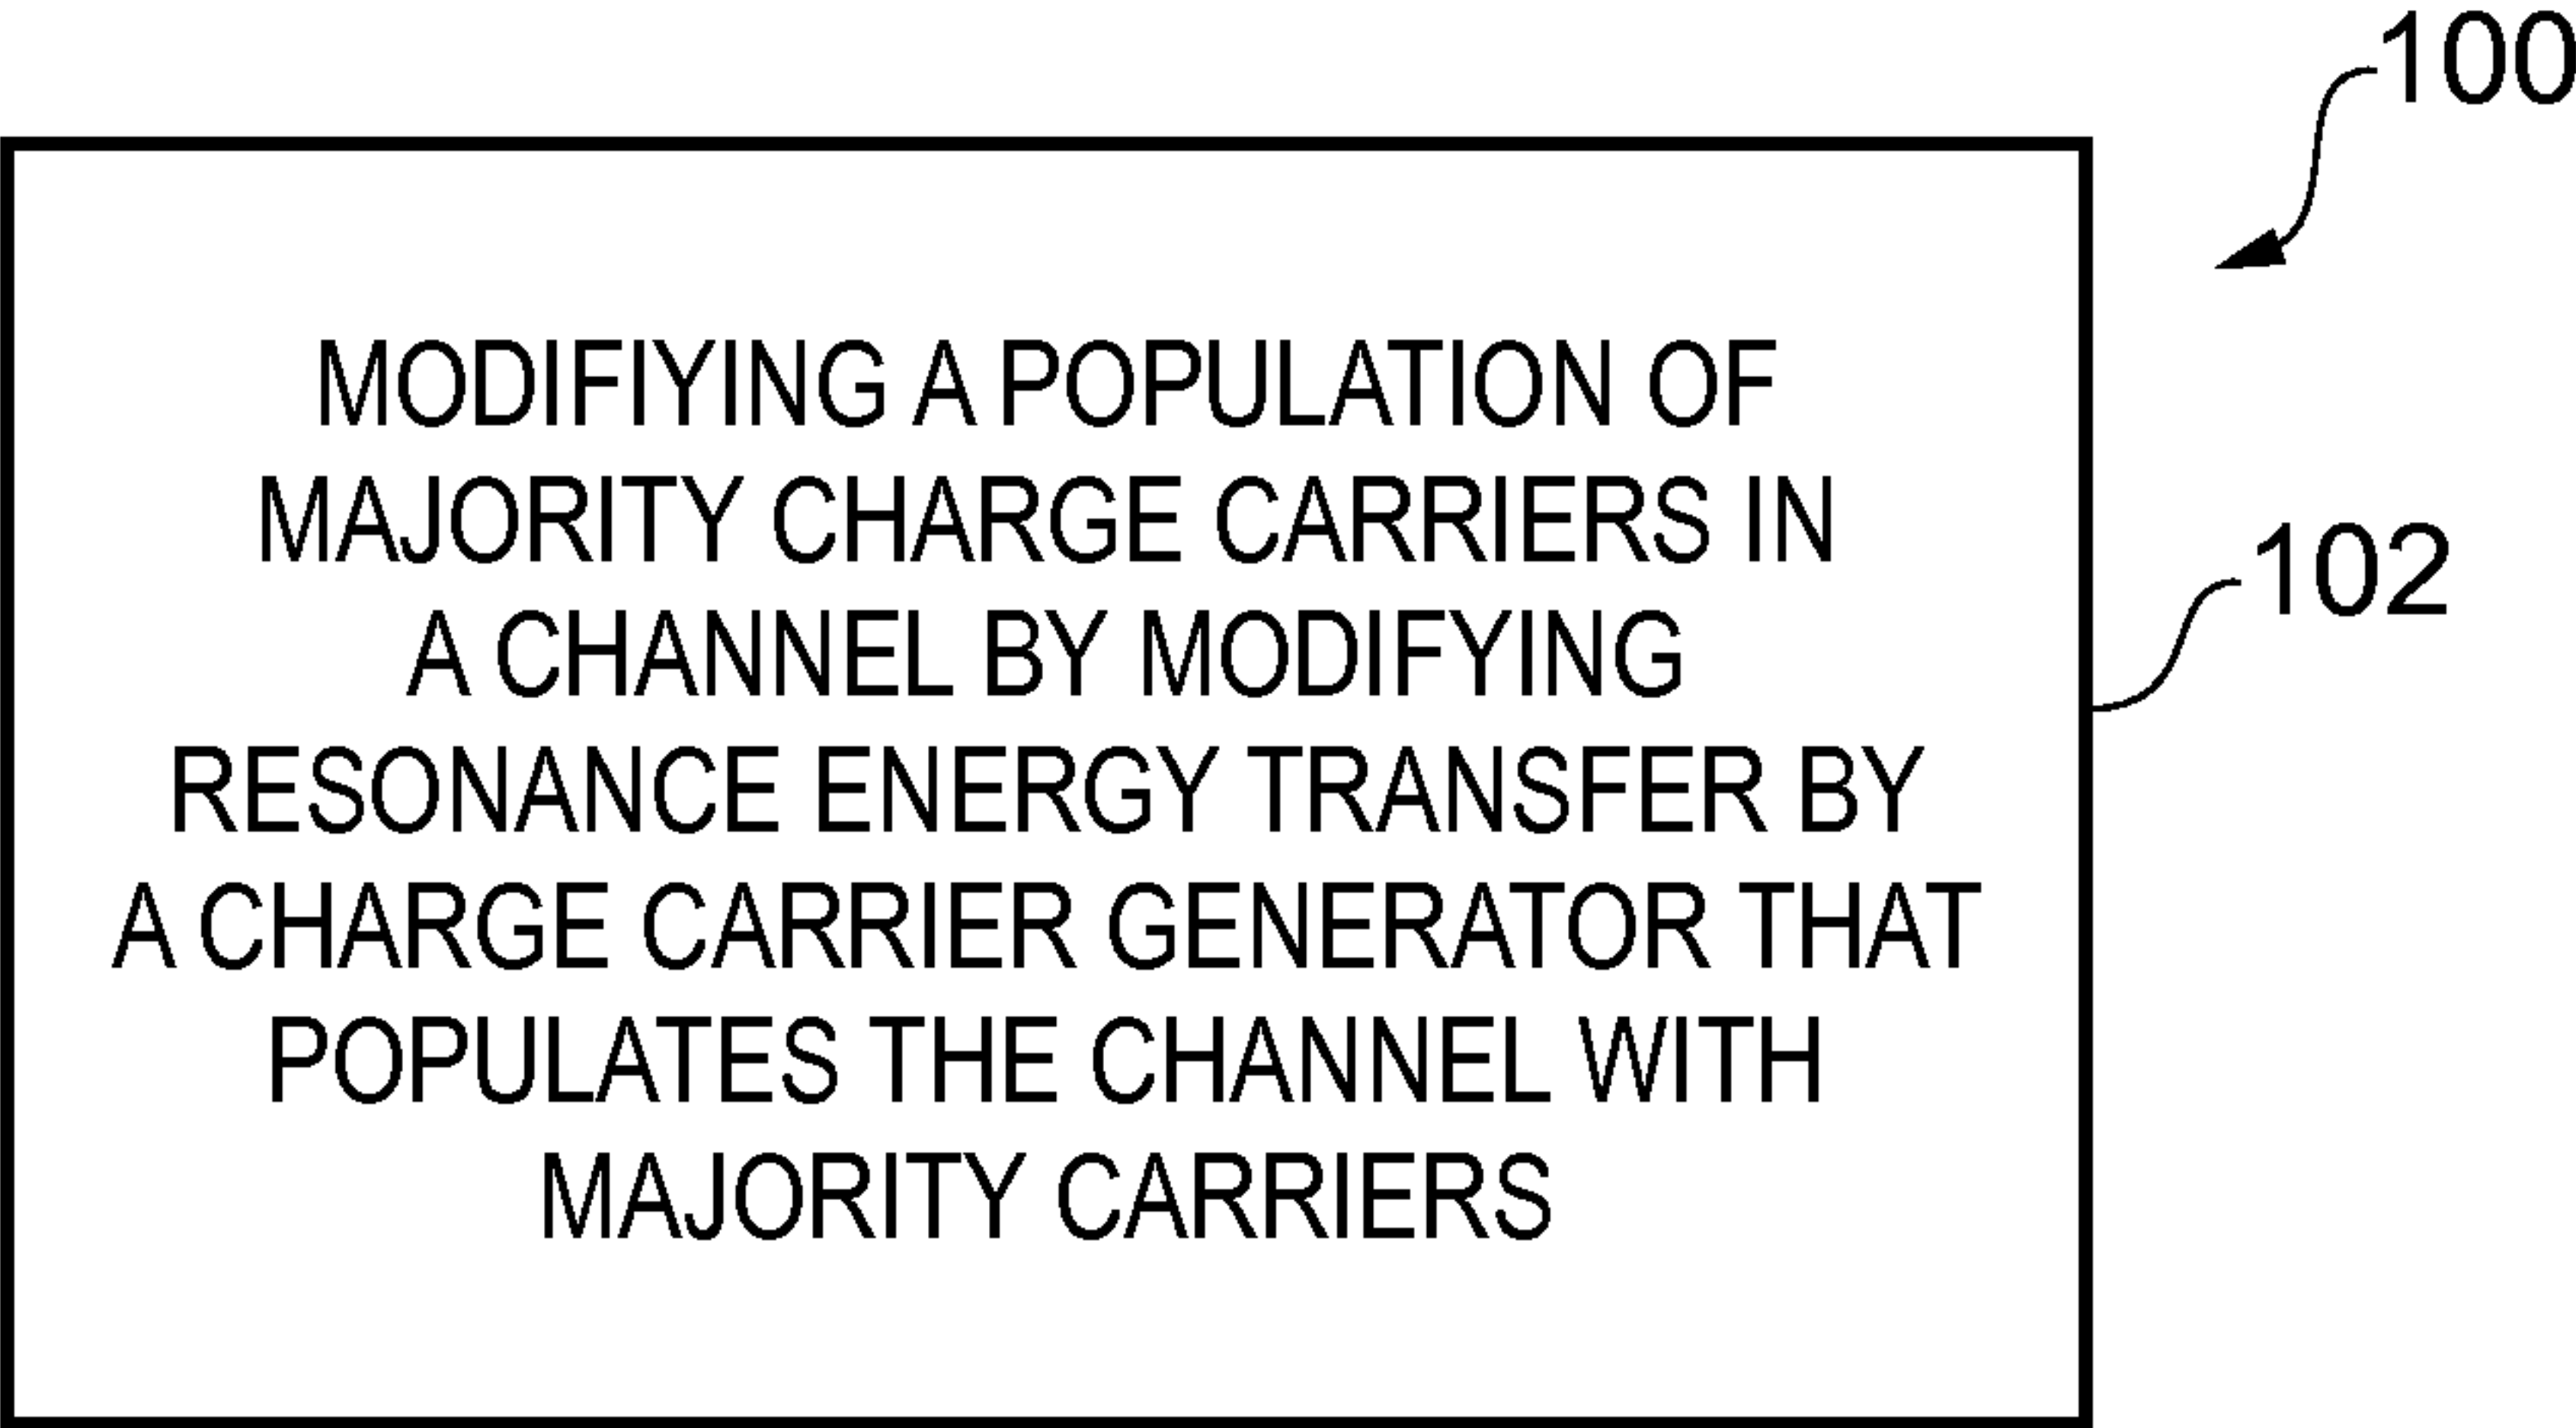 100
MODIFIYING A POPULATION OF
MAJORITY CHARGE CARRIERS IN
A CHANNEL BY MODIFYING
RESONANCE ENERGY TRANSFER BY
A CHARGE CARRIER GENERATOR THAT
POPULATES THE CHANNEL WITH
MAJORITY CARRIERS
102